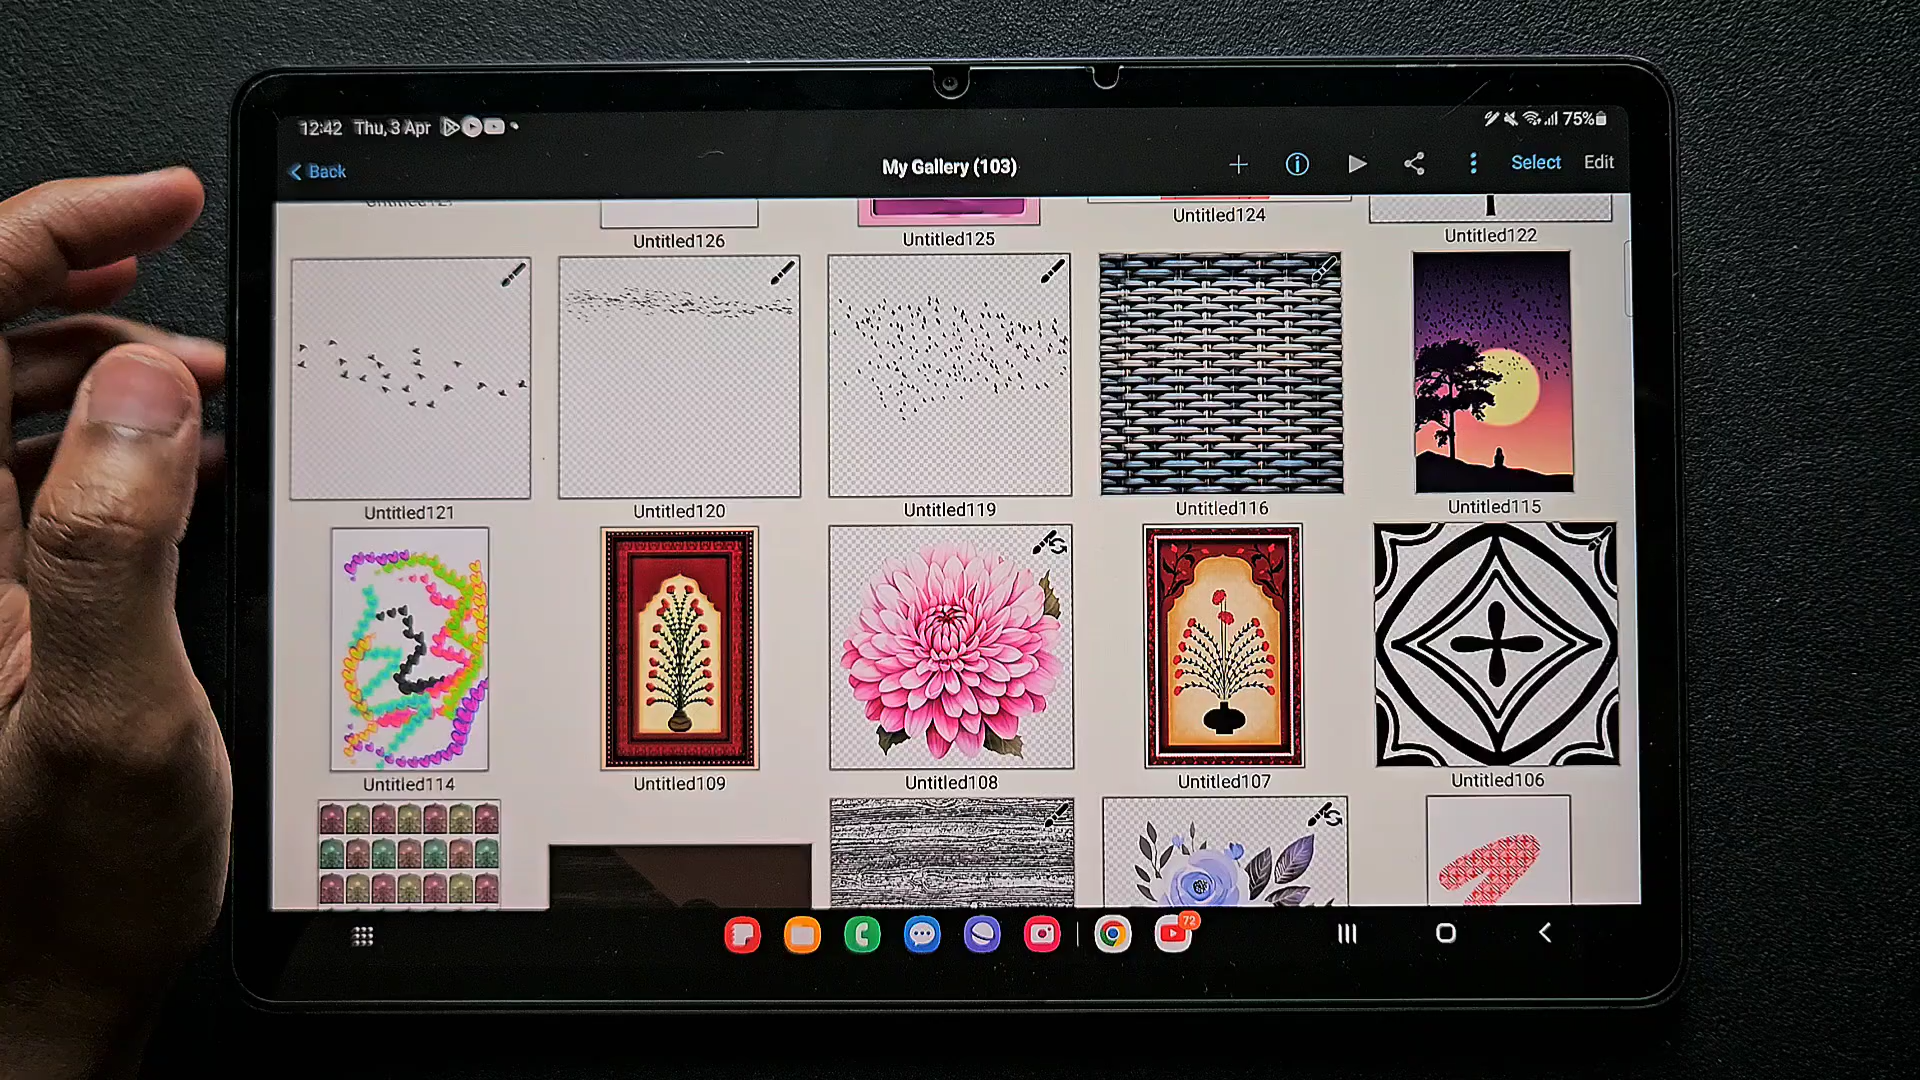 12:42 Thu, 3 Apr
75%
Back
My Gallery (103)
Select
Edit
Untitled126
Untitled125
Untitled124
Untitled122
Untitled121
Untitled120
Untitled119
Untitled116
Untitled115
Untitled114
Untitled109
Untitled108
Untitled107
Untitled106
72